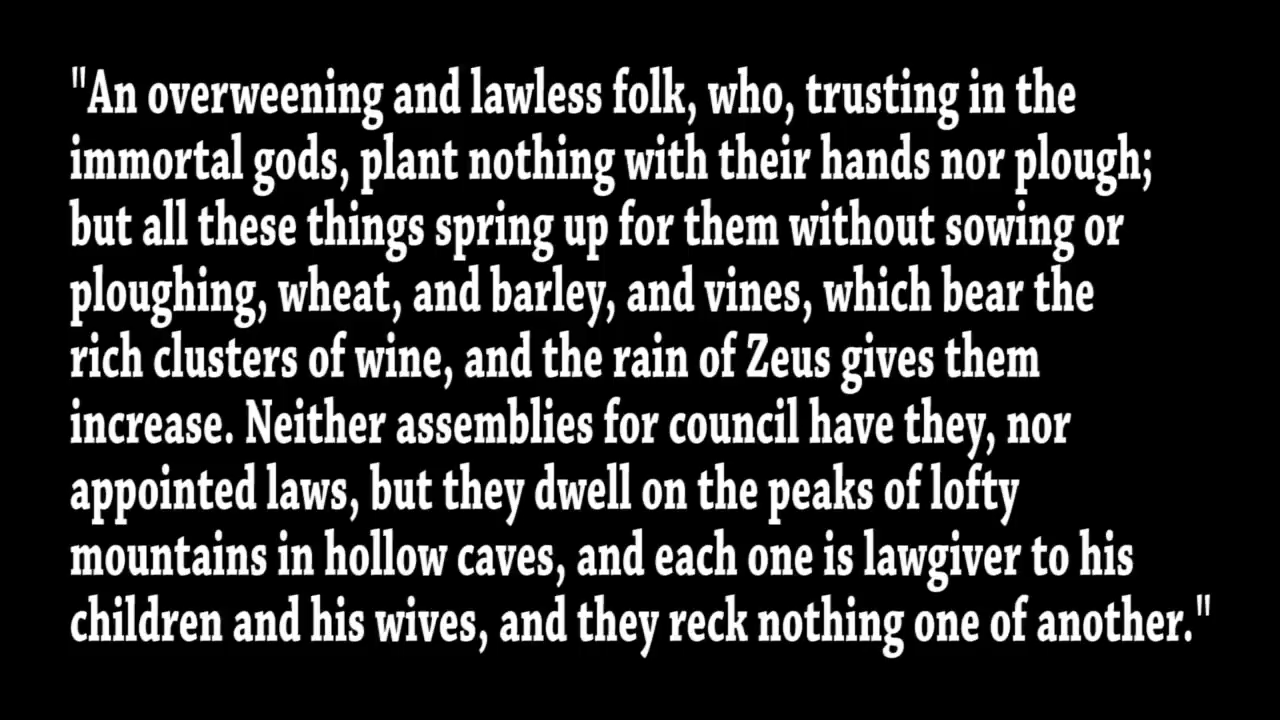 "An overweening and lawless folk, who, trusting in the
immortal gods, plant nothing with their hands nor plough;
but all these things spring up for them without sowing or
ploughing, wheat, and barley, and vines, which bear the
rich clusters of wine, and the rain of Zeus gives them
increase. Neither assemblies for council have they, nor
appointed laws, but they dwell on the peaks of lofty
mountains in hollow caves, and each one is lawgiver to his
children and his wives, and they reck nothing one of another."